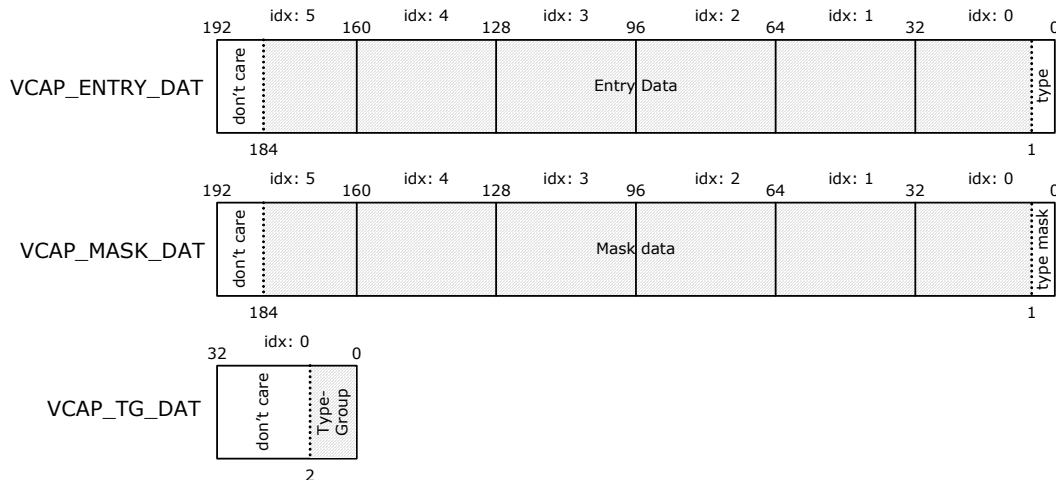 idx: 5 idx: 4 idx: 3 idx: 2 idx: 1 idx: 0
192 160 128 96 64 32 0
VCAP_ENTRY_DAT don't care Entry Data type
184 1
idx: 5 idx: 4 idx: 3 idx: 2 idx: 1 idx: 0
192 160 128 96 64 32 0
VCAP_MASK_DAT don't care Mask data type mask
184 1
idx: 0
32 0
VCAP_TG_DAT don't care Type-
Group
2